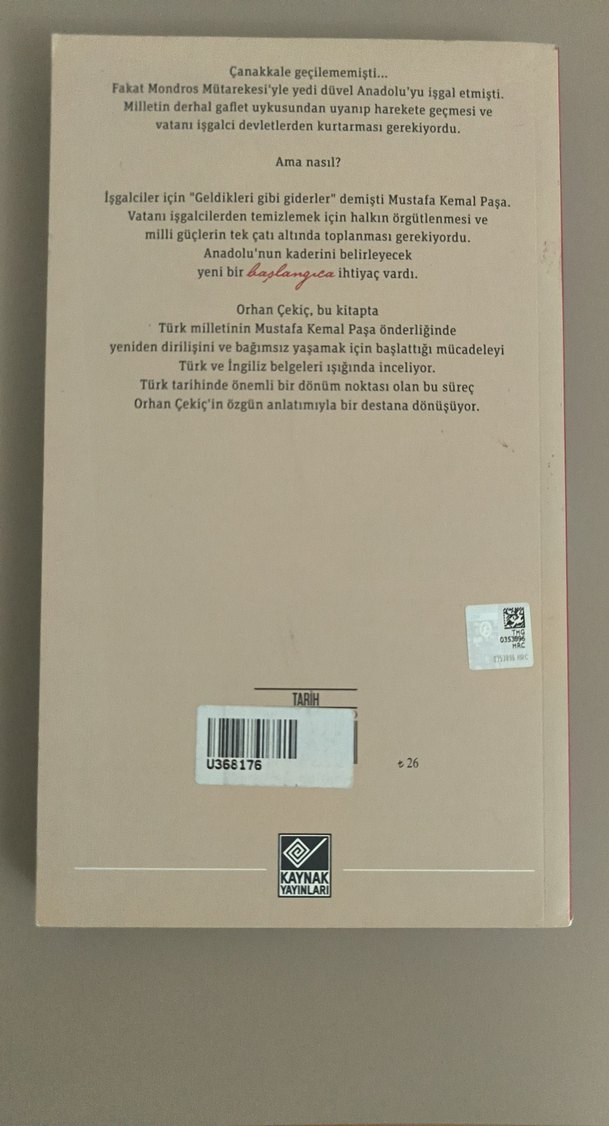 Çanakkale geçilememişti...
Fakat Mondros Mütarekesi'yle yedi düvel Anadolu'yu işgal etmişti.
Milletin derhal gaflet uykusundan uyanıp harekete geçmesi ve
vatanı işgalci devletlerden kurtarması gerekiyordu.
Ama nasıl?
İşgalciler için "Geldikleri gibi giderler" demişti Mustafa Kemal Paşa.
Vatanı işgalcilerden temizlemek için halkın örgütlenmesi ve
milli güçlerin tek çatı altında toplanması gerekiyordu.
Anadolu'nun kaderini belirleyecek
yeni bir başlangıca ihtiyaç vardı.
Orhan Çekiç, bu kitapta
Türk milletinin Mustafa Kemal Paşa önderliğinde
yeniden dirilişini ve bağımsız yaşamak için başlattığı mücadeleyi
Türk ve İngiliz belgeleri ışığında inceliyor.
Türk tarihinde önemli bir dönüm noktası olan bu süreç
Orhan Çekiç'in özgün anlatımıyla bir destana dönüşüyor.
TMG
0353896
HRC
0353896 HRC
TARİH
U368176
₺ 26
KAYNAK
YAYINLARI